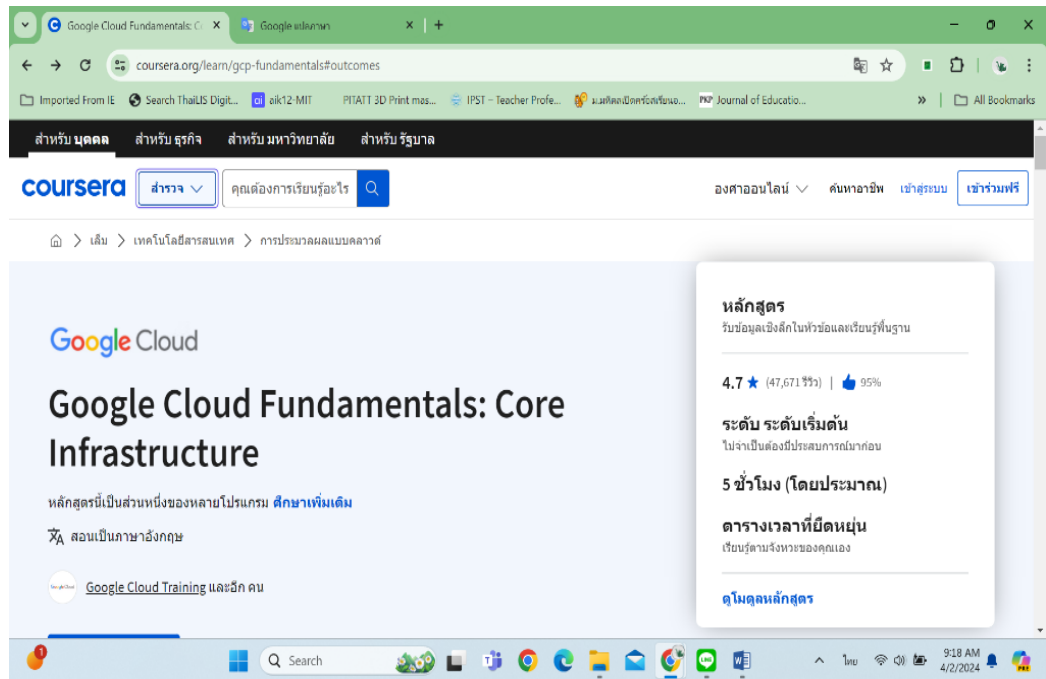 Google Cloud Fundamentals: C
Google แปลภาษา
coursera.org/learn/gcp-fundamentals#outcomes
Imported From IE
Search ThaiLIS Digit...
aik12-MIT
PITATT 3D Print mas...
IPST – Teacher Profe...
ม.มหิดลเปิดคร์อสเรียนอ...
Journal of Educatio...
All Bookmarks
สำหรับ บุคคล
สำหรับ ธุรกิจ
สำหรับ มหาวิทยาลัย
สำหรับ รัฐบาล
coursera
สำรวจ
คุณต้องการเรียนรู้อะไร
องศาออนไลน์
ค้นหาอาชีพ
เข้าสู่ระบบ
เข้าร่วมฟรี
เล็ม
เทคโนโลยีสารสนเทศ
การประมวลผลแบบคลาวด์
Google Cloud
Google Cloud Fundamentals: Core
Infrastructure
หลักสูตรนี้เป็นส่วนหนึ่งของหลายโปรแกรม ศึกษาเพิ่มเติม
สอนเป็นภาษาอังกฤษ
Google Cloud Training และอีก คน
หลักสูตร
รับข้อมูลเชิงลึกในหัวข้อและเรียนรู้พื้นฐาน
4.7 ★ (47,671 รีวิว) | 95%
ระดับ ระดับเริ่มต้น
ไม่จำเป็นต้องมีประสบการณ์มาก่อน
5 ชั่วโมง (โดยประมาณ)
ตารางเวลาที่ยืดหยุ่น
เรียนรู้ตามจังหวะของคุณเอง
ดูโมดูลหลักสูตร
1
Search
ไทย
9:18 AM
4/2/2024